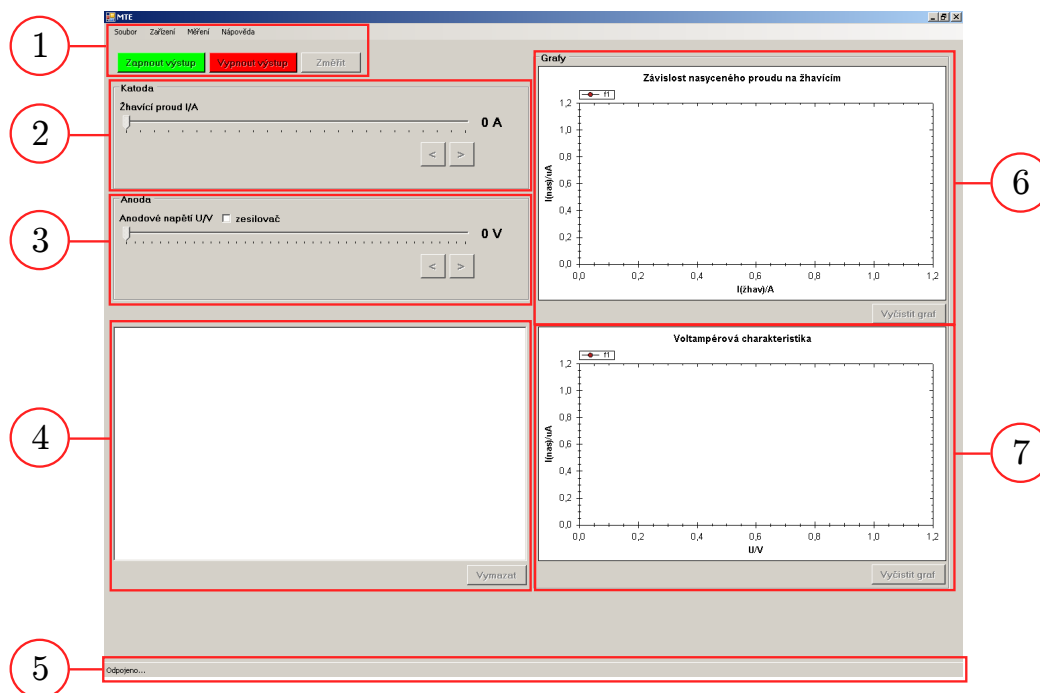 MTE
Soubor Zařízení Měření Nápověda
1
Zapnout výstup Vypnout výstup Změřit
Katoda
Žhavící proud I/A
0 A
< >
2
Anoda
Anodové napětí U/V zesilovač
0 V
< >
3
4
Vymazat
Odpojeno...
5
Grafy
Závislost nasyceného proudu na žhavícím
f1
1,2
1,0
0,8
0,6
0,4
0,2
0,0
I(nas)/uA
0,0 0,2 0,4 0,6 0,8 1,0 1,2
I(žhav)/A
Vyčistit graf
6
Voltampérová charakteristika
f1
1,2
1,0
0,8
0,6
0,4
0,2
0,0
I(nas)/uA
0,0 0,2 0,4 0,6 0,8 1,0 1,2
U/V
Vyčistit graf
7